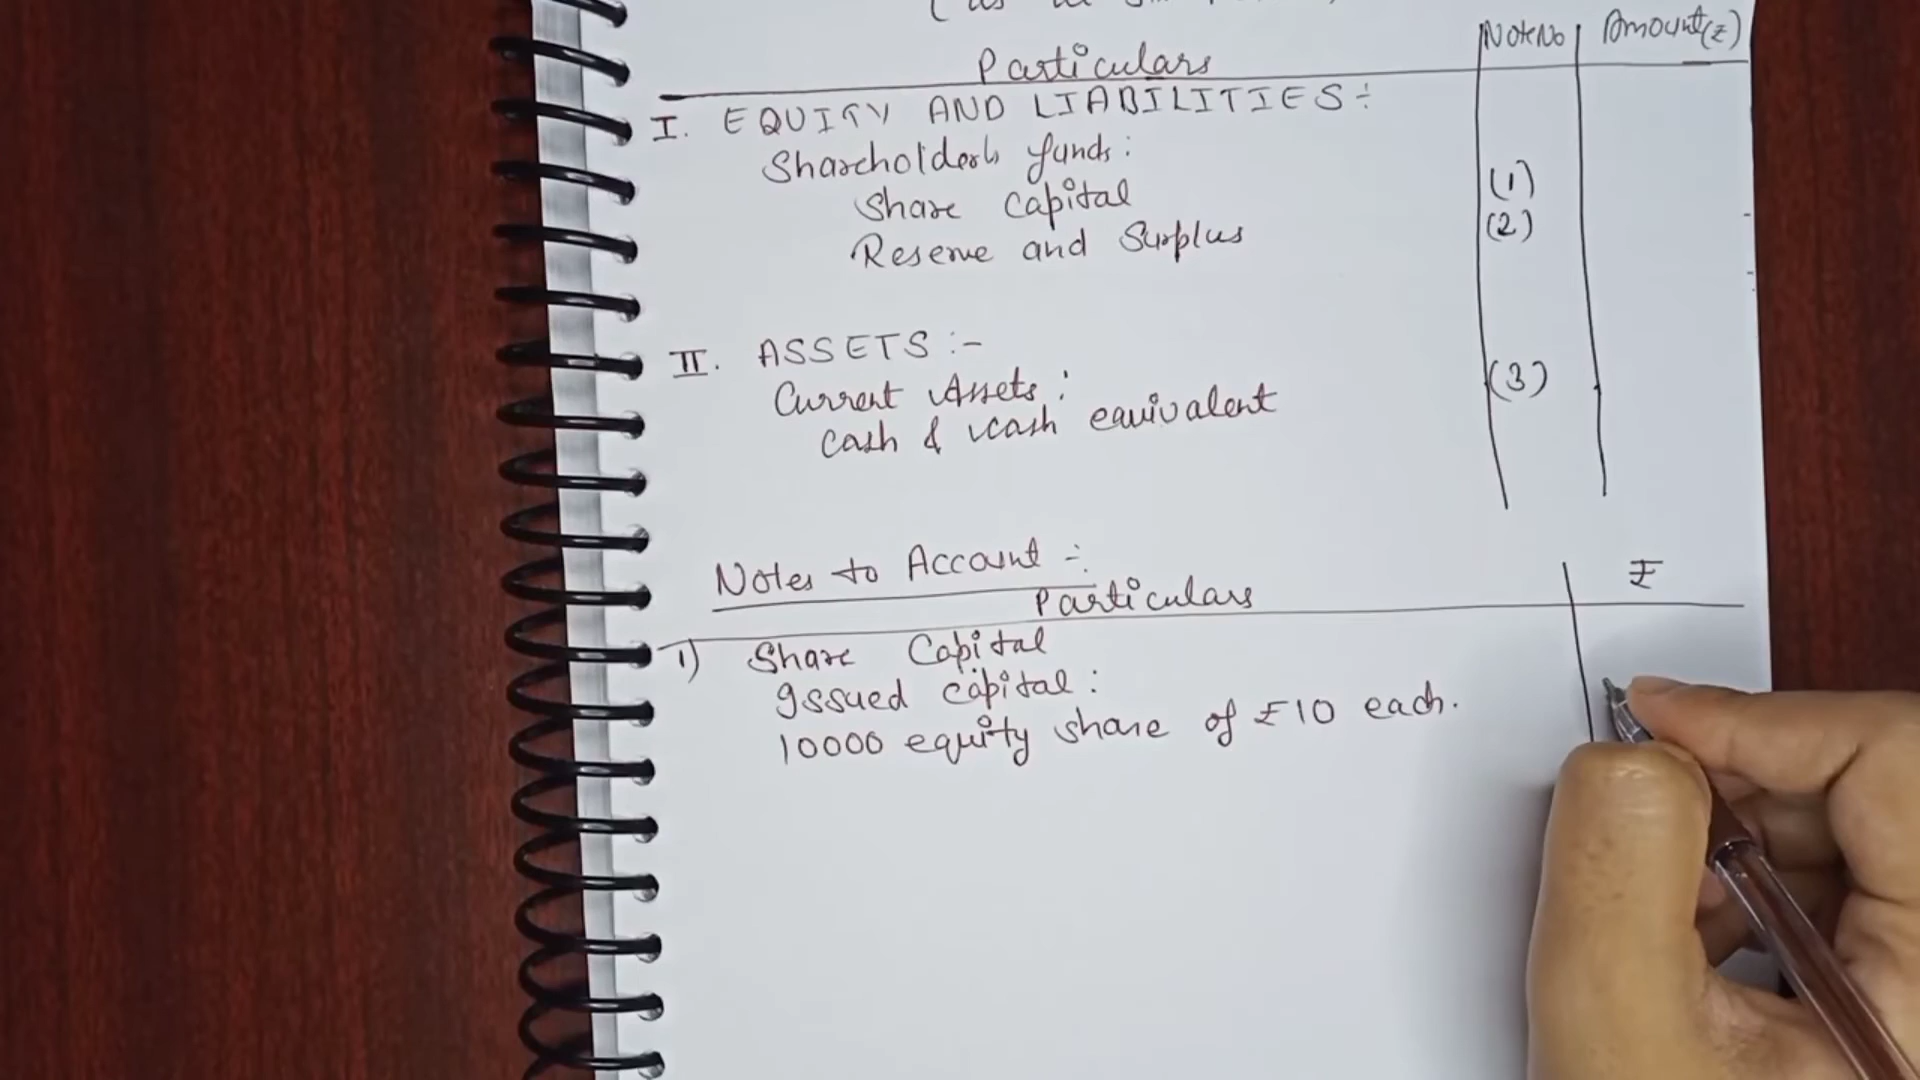 Particulars Note No Amount (₹)
I. EQUITY AND LIABILITIES:-
Shareholder's funds:
Share Capital (1)
Reserve and Surplus (2)
II. ASSETS:-
Current Assets: (3)
Cash & cash equivalent
Notes to Account:-
Particulars ₹
1) Share Capital
Issued capital:
10000 equity share of ₹10 each.